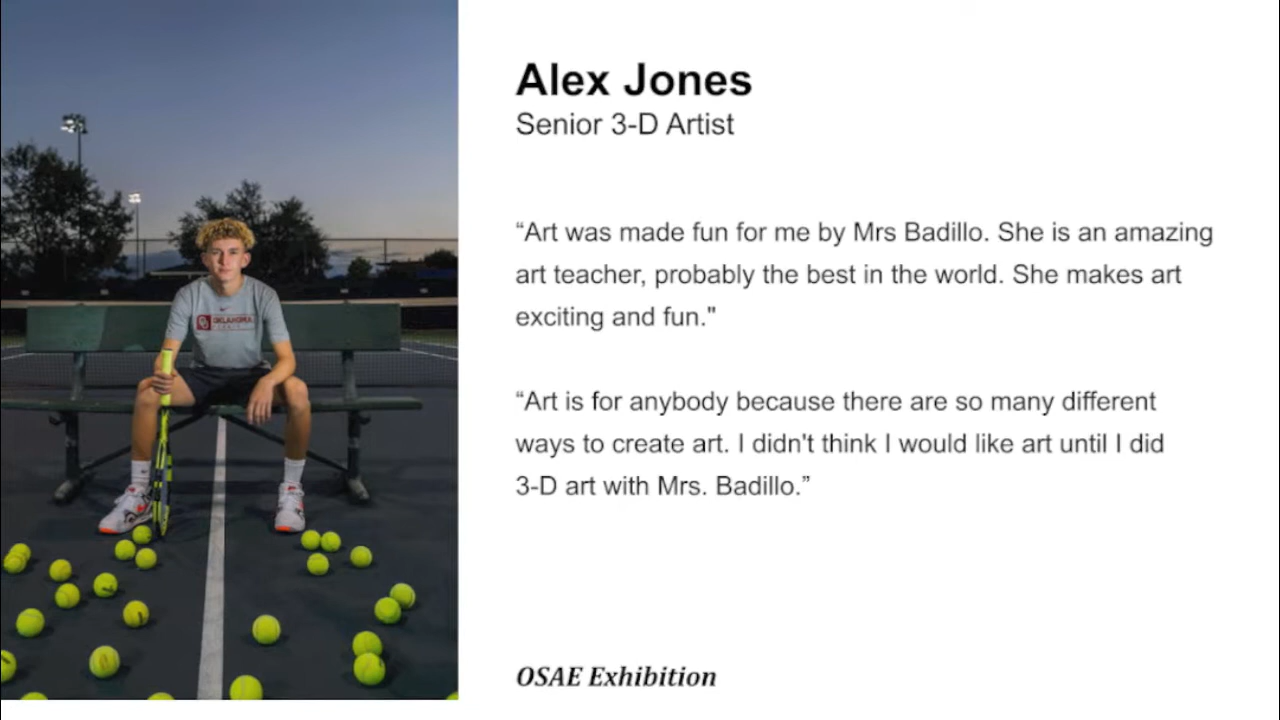 Alex Jones
Senior 3-D Artist
“Art was made fun for me by Mrs Badillo. She is an amazing
art teacher, probably the best in the world. She makes art
exciting and fun."
“Art is for anybody because there are so many different
ways to create art. I didn't think I would like art until I did
3-D art with Mrs. Badillo.”
OSAE Exhibition
OKLAHOMA